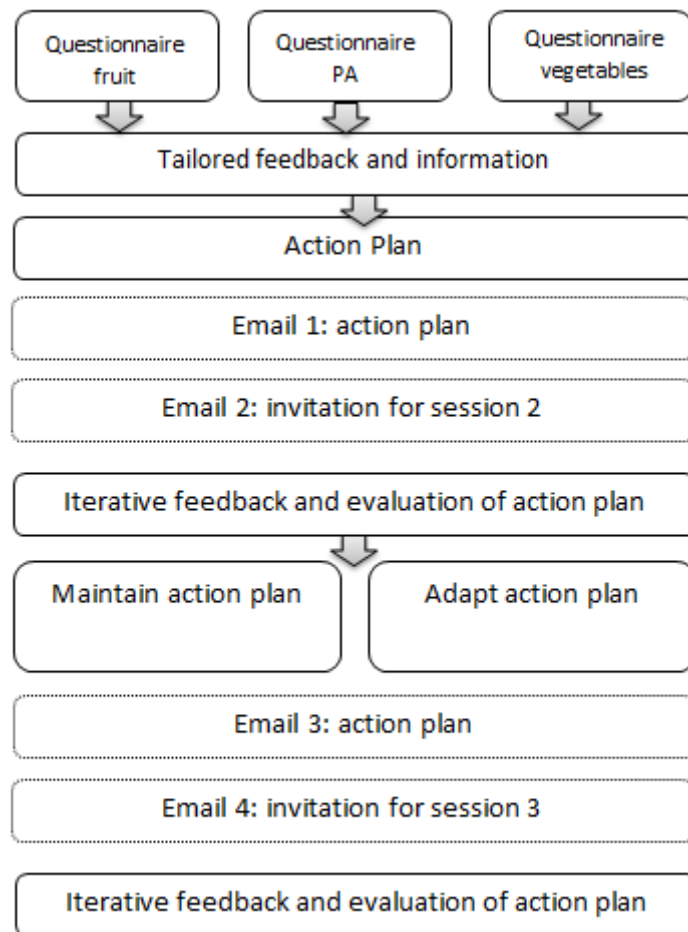 Questionnaire
fruit
Questionnaire
PA
Questionnaire
vegetables
Tailored feedback and information
Action Plan
Email 1: action plan
Email 2: invitation for session 2
Iterative feedback and evaluation of action plan
Maintain action plan
Adapt action plan
Email 3: action plan
Email 4: invitation for session 3
Iterative feedback and evaluation of action plan